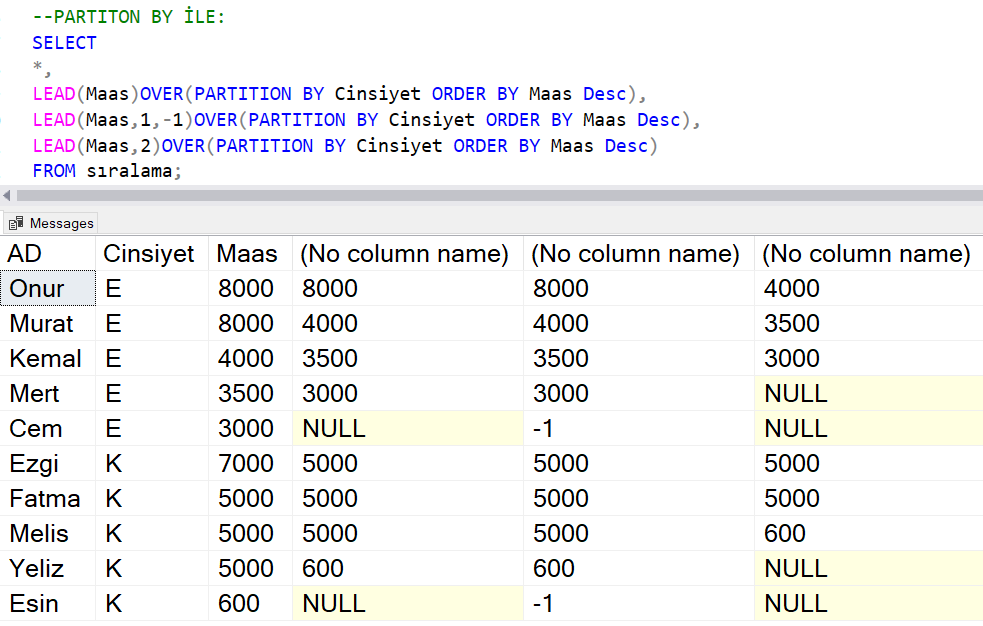 --PARTITON BY İLE:
SELECT
*,
LEAD(Maas)OVER(PARTITION BY Cinsiyet ORDER BY Maas Desc),
LEAD(Maas,1,-1)OVER(PARTITION BY Cinsiyet ORDER BY Maas Desc),
LEAD(Maas,2)OVER(PARTITION BY Cinsiyet ORDER BY Maas Desc)
FROM sıralama;
Messages
AD Cinsiyet Maas (No column name) (No column name) (No column name)
Onur E 8000 8000 8000 4000
Murat E 8000 4000 4000 3500
Kemal E 4000 3500 3500 3000
Mert E 3500 3000 3000 NULL
Cem E 3000 NULL -1 NULL
Ezgi K 7000 5000 5000 5000
Fatma K 5000 5000 5000 5000
Melis K 5000 5000 5000 600
Yeliz K 5000 600 600 NULL
Esin K 600 NULL -1 NULL